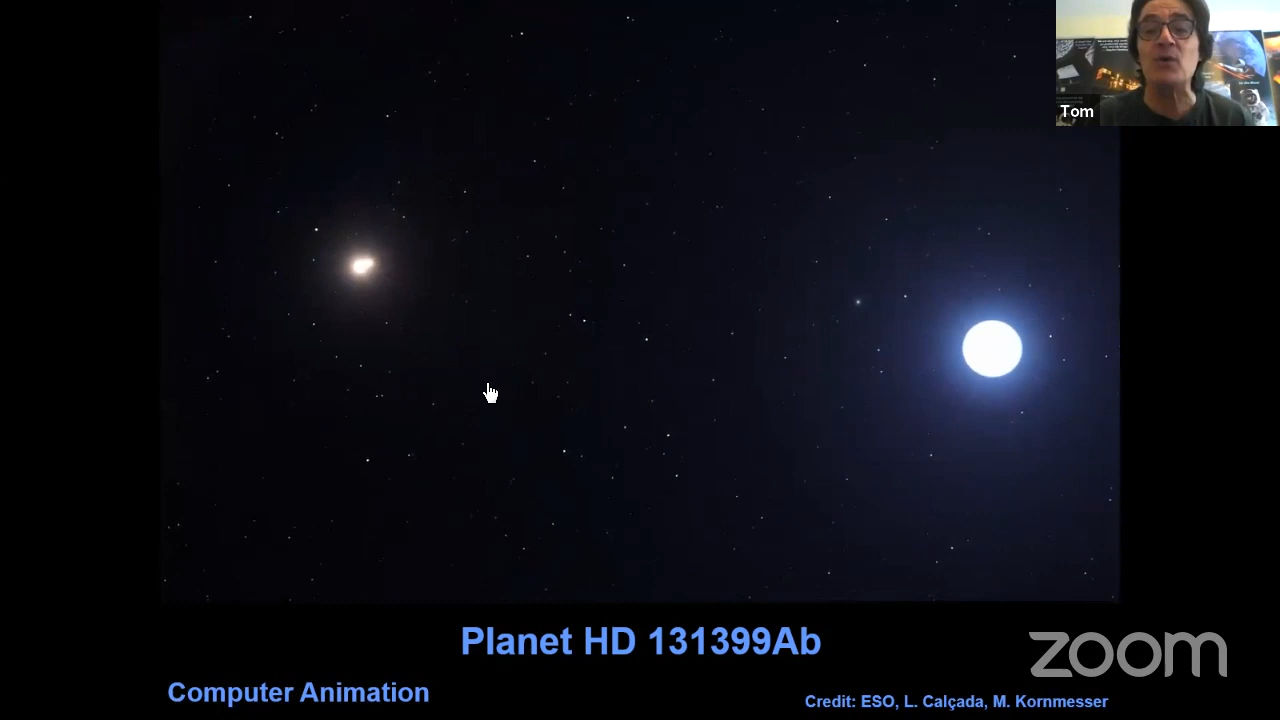 Tom
Planet HD 131399Ab
zoom
Computer Animation
Credit: ESO, L. Calçada, M. Kornmesser